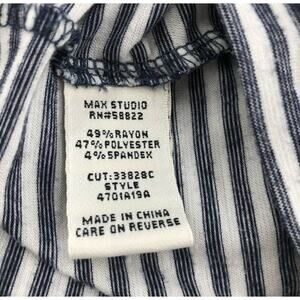 MAX STUDIO
RN#58822
49%RAYON
47%POLYESTER
4%SPANDEX
CUT:33828C
STYLE
4701A19A
MADE IN CHINA
CARE ON REVERSE